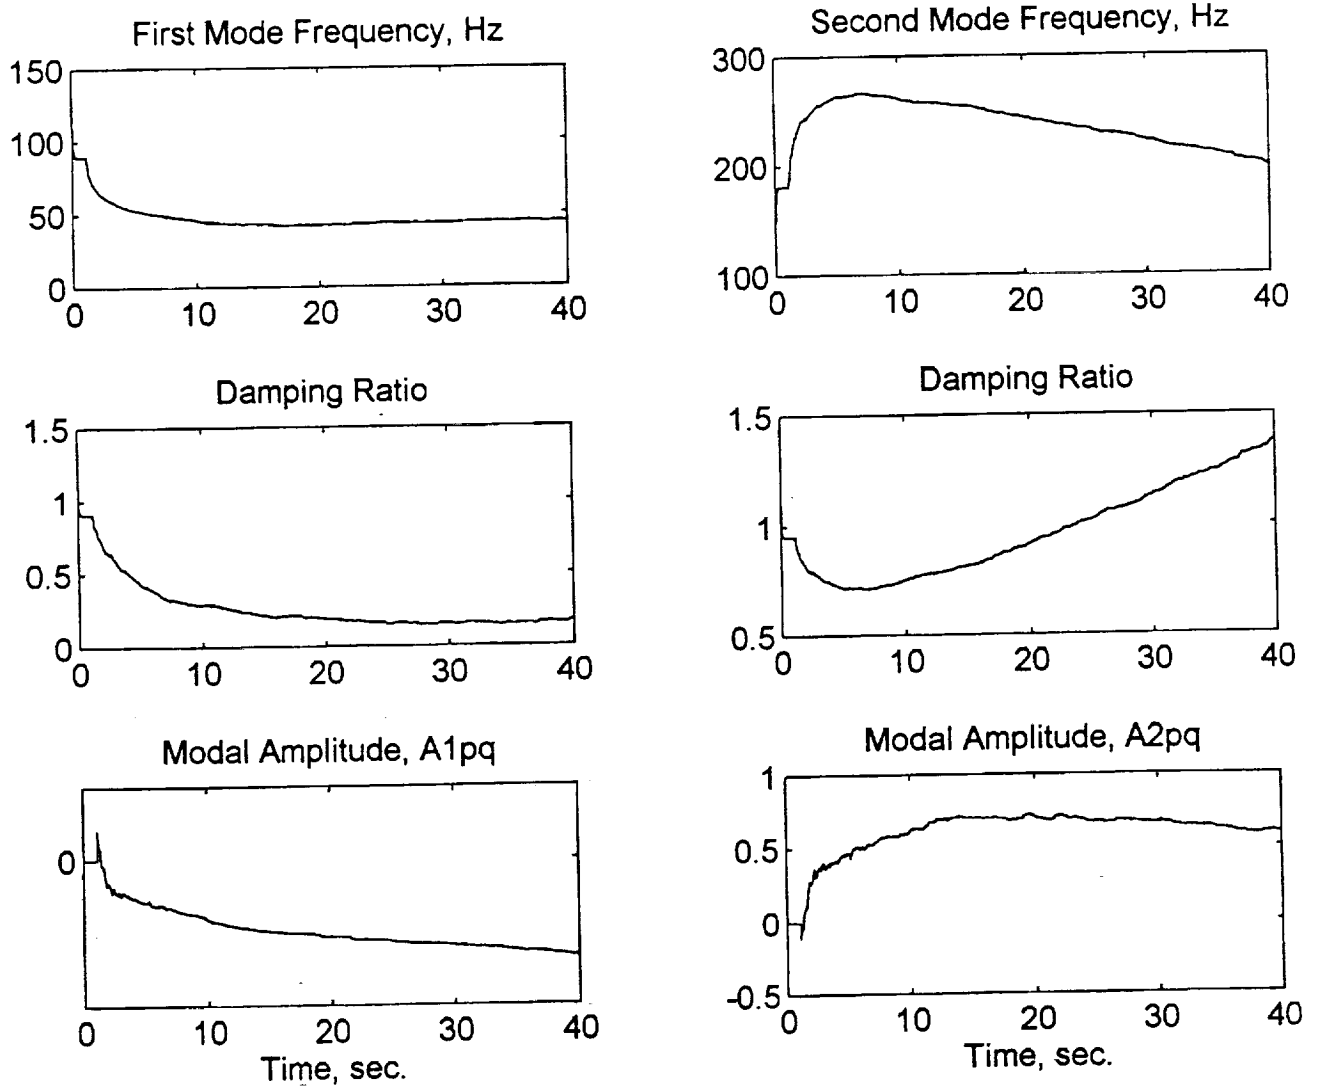 First Mode Frequency, Hz
150
100
50
0
0 10 20 30 40
Second Mode Frequency, Hz
300
200
100
0 10 20 30 40
Damping Ratio
1.5
1
0.5
0
0 10 20 30 40
Damping Ratio
1.5
1
0.5
0 10 20 30 40
Modal Amplitude, A1pq
0
0 10 20 30 40
Time, sec.
Modal Amplitude, A2pq
1
0.5
0
-0.5
0 10 20 30 40
Time, sec.